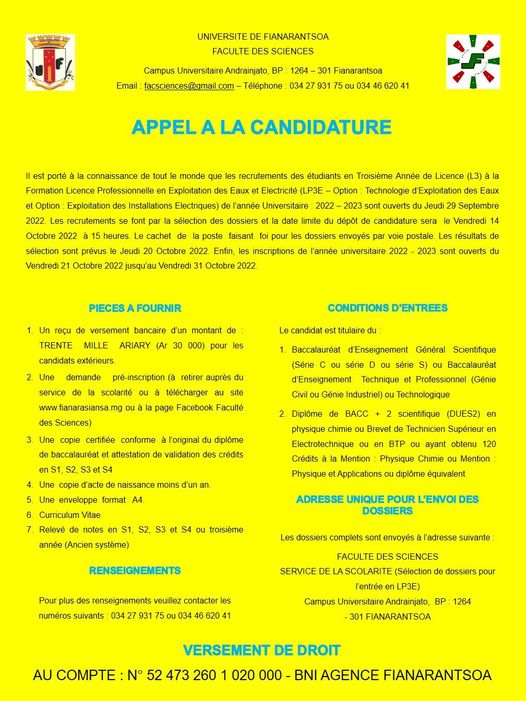 UNIVERSITE DE FIANARANTSOA
FACULTE DES SCIENCES
Campus Universitaire Andrainjato, BP : 1264 – 301 Fianarantsoa
Email : facsciences@gmail.com – Téléphone : 034 27 931 75 ou 034 46 620 41
APPEL A LA CANDIDATURE
Il est porté à la connaissance de tout le monde que les recrutements des étudiants en Troisième Année de Licence (L3) à la
Formation Licence Professionnelle en Exploitation des Eaux et Electricité (LP3E – Option : Technologie d'Exploitation des Eaux
et Option : Exploitation des Installations Electriques) de l'année Universitaire : 2022 – 2023 sont ouverts du Jeudi 29 Septembre
2022. Les recrutements se font par la sélection des dossiers et la date limite du dépôt de candidature sera le Vendredi 14
Octobre 2022 à 15 heures. Le cachet de la poste faisant foi pour les dossiers envoyés par voie postale. Les résultats de
sélection sont prévus le Jeudi 20 Octobre 2022. Enfin, les inscriptions de l'année universitaire 2022 - 2023 sont ouverts du
Vendredi 21 Octobre 2022 jusqu'au Vendredi 31 Octobre 2022.
PIECES A FOURNIR
1. Un reçu de versement bancaire d'un montant de :
TRENTE MILLE ARIARY (Ar 30 000) pour les
candidats extérieurs.
2. Une demande pré-inscription (à retirer auprès du
service de la scolarité ou à télécharger au site
www.fianarasiansa.mg ou à la page Facebook Faculté
des Sciences)
3. Une copie certifiée conforme à l'original du diplôme
de baccalauréat et attestation de validation des crédits
en S1, S2, S3 et S4
4. Une copie d'acte de naissance moins d'un an.
5. Une enveloppe format A4.
6. Curriculum Vitae
7. Relevé de notes en S1, S2, S3 et S4 ou troisième
année (Ancien système)
RENSEIGNEMENTS
Pour plus des renseignements veuillez contacter les
numéros suivants : 034 27 931 75 ou 034 46 620 41
CONDITIONS D'ENTREES
Le candidat est titulaire du :
1. Baccalauréat d'Enseignement Général Scientifique
(Série C ou série D ou série S) ou Baccalauréat
d'Enseignement Technique et Professionnel (Génie
Civil ou Génie Industriel) ou Technologique
2. Diplôme de BACC + 2 scientifique (DUES2) en
physique chimie ou Brevet de Technicien Supérieur en
Electrotechnique ou en BTP ou ayant obtenu 120
Crédits à la Mention : Physique Chimie ou Mention :
Physique et Applications ou diplôme équivalent
ADRESSE UNIQUE POUR L'ENVOI DES
DOSSIERS
Les dossiers complets sont envoyés à l'adresse suivante :
FACULTE DES SCIENCES
SERVICE DE LA SCOLARITE (Sélection de dossiers pour
l'entrée en LP3E)
Campus Universitaire Andrainjato, BP : 1264
- 301 FIANARANTSOA
VERSEMENT DE DROIT
AU COMPTE : N° 52 473 260 1 020 000 - BNI AGENCE FIANARANTSOA